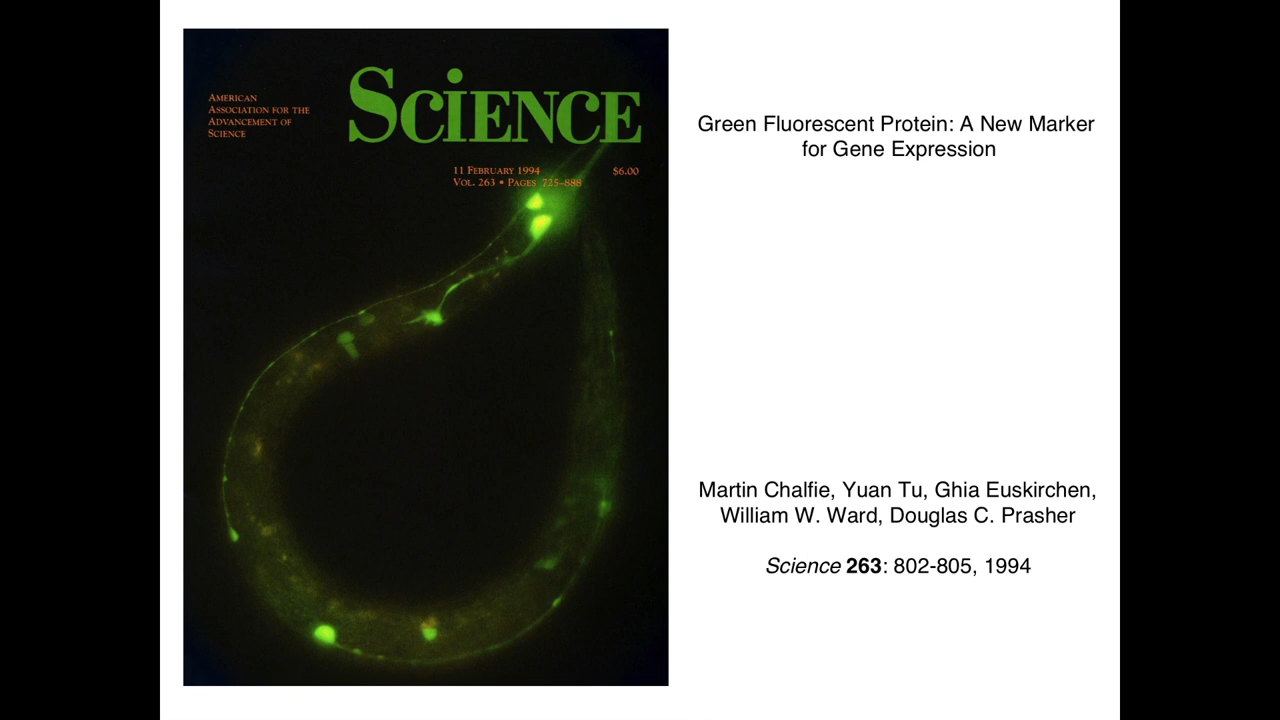 SCIENCE
AMERICAN
ASSOCIATION FOR THE
ADVANCEMENT OF
SCIENCE
11 FEBRUARY 1994
VOL. 263 • PAGES 725–888
$6.00
Green Fluorescent Protein: A New Marker
for Gene Expression
Martin Chalfie, Yuan Tu, Ghia Euskirchen,
William W. Ward, Douglas C. Prasher
Science 263: 802-805, 1994